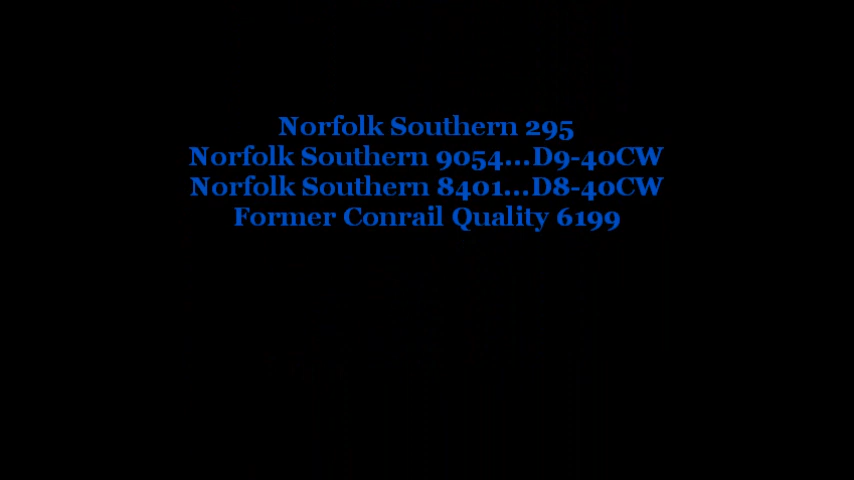 Norfolk Southern 295
Norfolk Southern 9054...D9-40CW
Norfolk Southern 8401...D8-40CW
Former Conrail Quality 6199